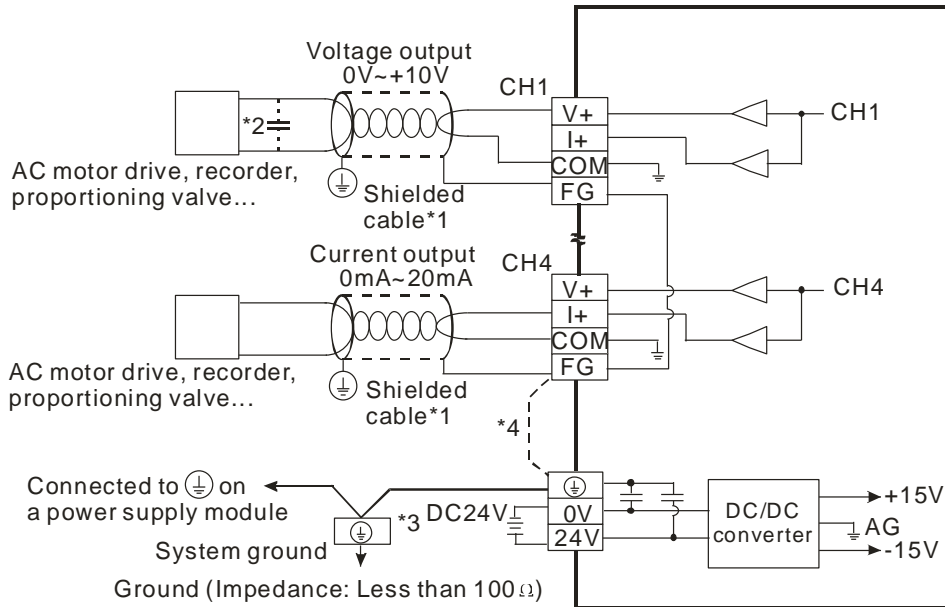 Voltage output
0V~+10V
CH1
V+
CH1
*2
I+
COM
AC motor drive, recorder,
proportioning valve...
Shielded
cable*1
FG
Current output
0mA~20mA
CH4
V+
CH4
I+
COM
AC motor drive, recorder,
proportioning valve...
Shielded
cable*1
FG
*4
Connected to on
a power supply module
*3
DC24V
0V
24V
DC/DC
converter
+15V
AG
-15V
System ground
Ground (Impedance: Less than 100Ω)